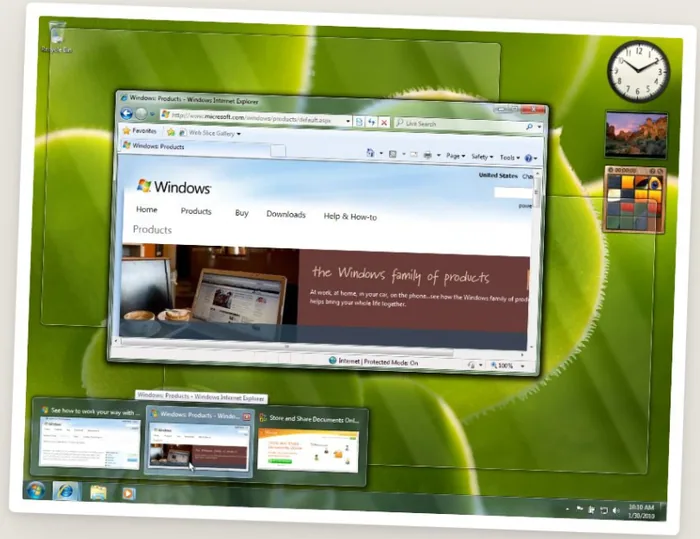 Recycle Bin
Windows: Products - Windows Internet Explorer
http://www.microsoft.com/windows/products/default.aspx
Live Search
Favorites
Web Slice Gallery
Windows: Products
Page
Safety
Tools
United States
Windows
Home
Products
Buy
Downloads
Help & How-to
Products
the Windows family of products
At work, at home, in your car, on the phone...see how the Windows family of
helps bring your whole life together.
Internet | Protected Mode: On
100%
Windows: Products - Windows Internet Explorer
See how to work your way with ...
Windows: Products - Windo...
Store and Share Documents Onl...
10:10 AM
1/30/2010